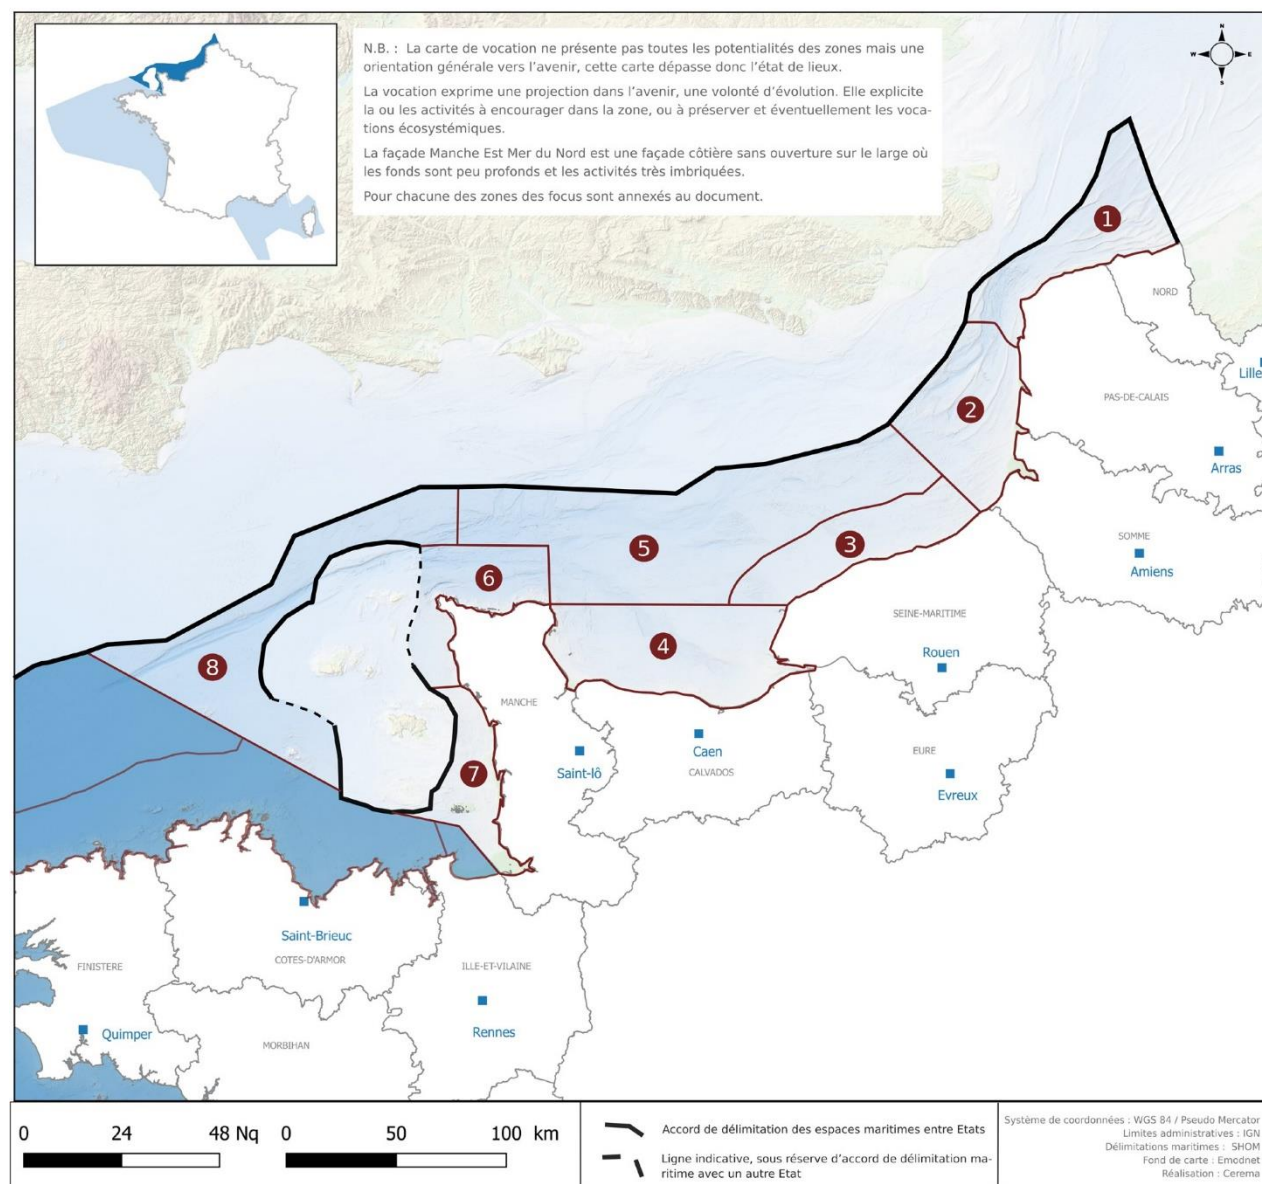 N.B. : La carte de vocation ne présente pas toutes les potentialités des zones mais une
orientation générale vers l'avenir, cette carte dépasse donc l'état de lieux.
La vocation exprime une projection dans l'avenir, une volonté d'évolution. Elle explicite
la ou les activités à encourager dans la zone, ou à préserver et éventuellement les voca-
tions écosystémiques.
La façade Manche Est Mer du Nord est une façade côtière sans ouverture sur le large où
les fonds sont peu profonds et les activités très imbriquées.
Pour chacune des zones des focus sont annexés au document.
N
W
E
S
1
NORD
Lille
2
PAS-DE-CALAIS
Arras
3
5
SOMME
6
Amiens
SEINE-MARITIME
4
Rouen
8
MANCHE
Caen
EURE
7
Saint-lô
CALVADOS
Evreux
Saint-Brieuc
COTES-D'ARMOR
FINISTERE
ILLE-ET-VILAINE
Quimper
Rennes
MORBIHAN
0 24 48 Nq
0 50 100 km
Accord de délimitation des espaces maritimes entre Etats
Ligne indicative, sous réserve d'accord de délimitation ma-
ritime avec un autre Etat
Système de coordonnées : WGS 84 / Pseudo Mercator
Limites administratives : IGN
Délimitations maritimes : SHOM
Fond de carte : Emodnet
Réalisation : Cerema